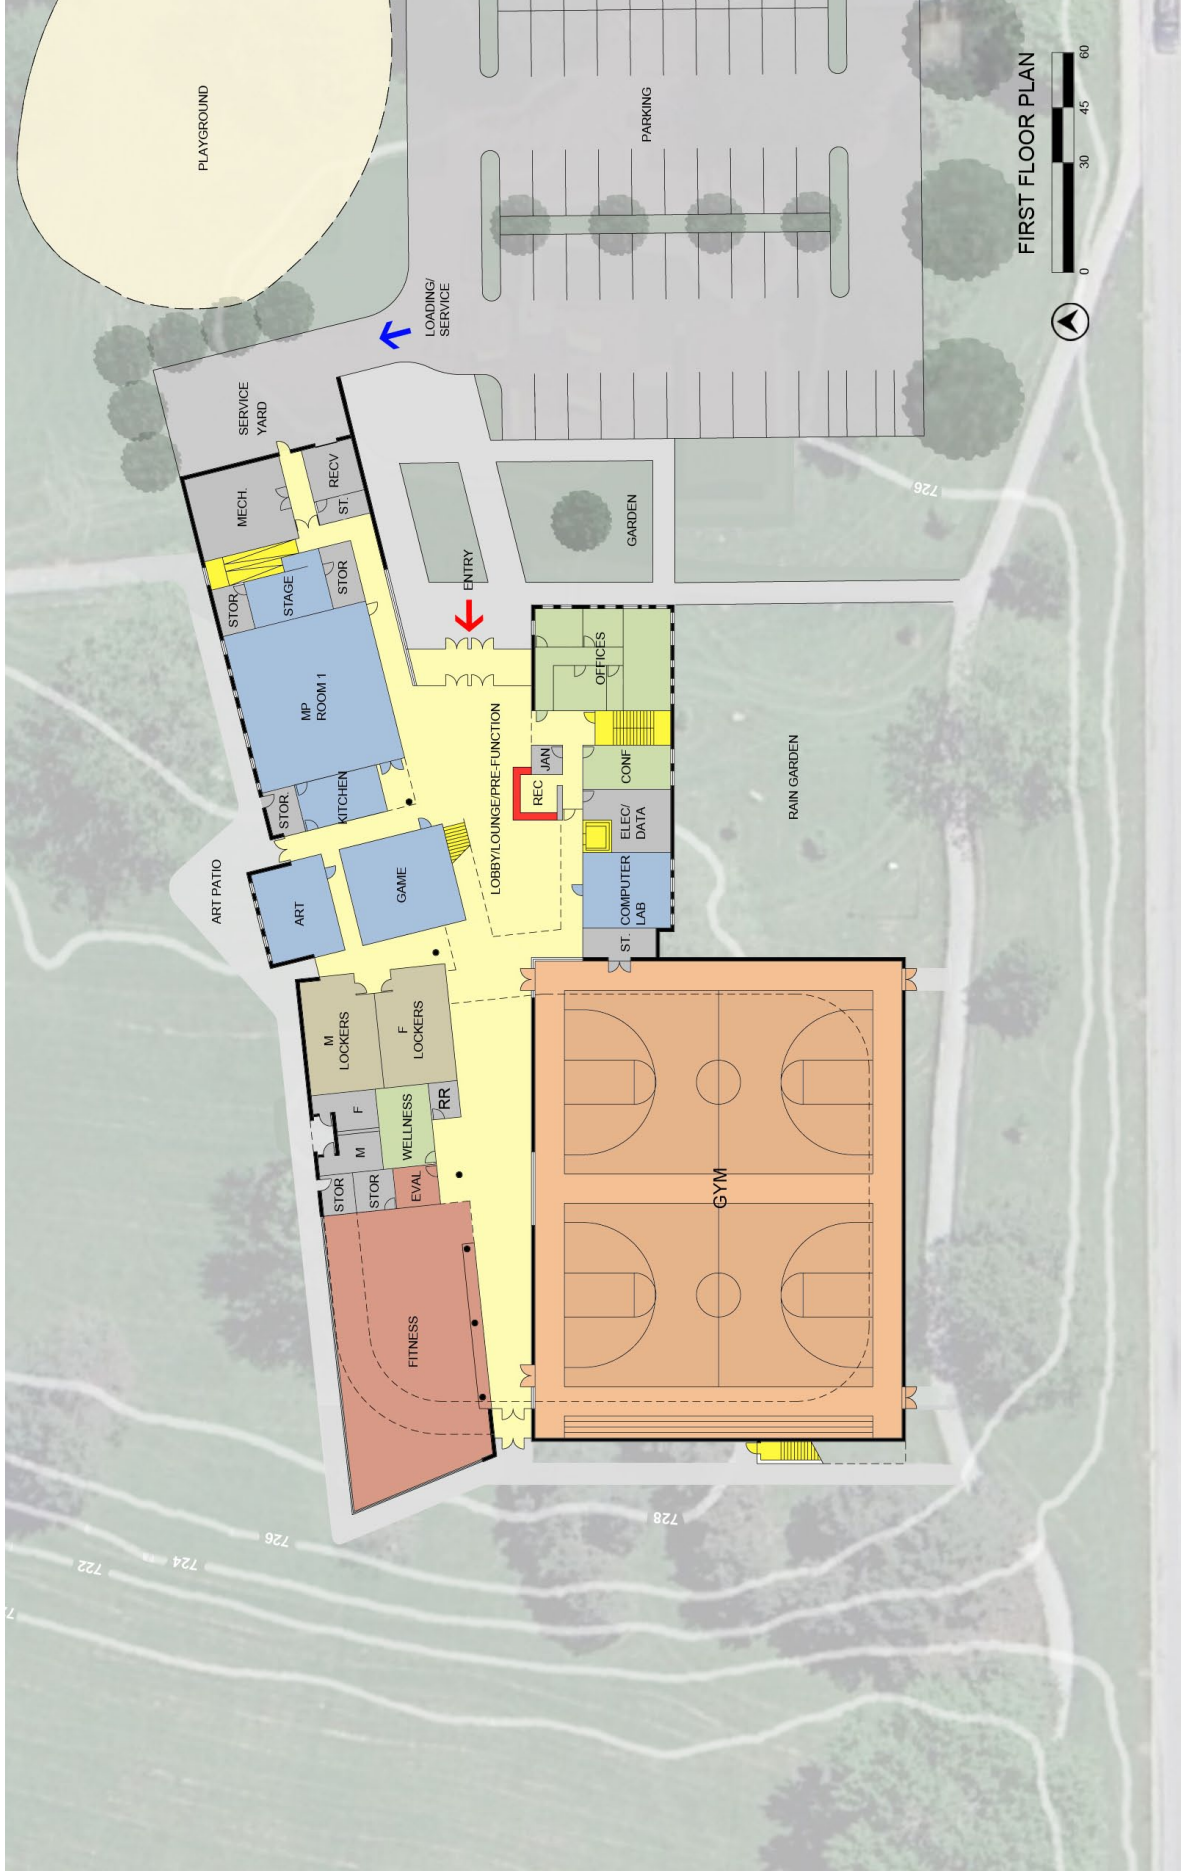 PLAYGROUND
SERVICE
YARD
LOADING/
SERVICE
PARKING
MECH.
RECV
ST.
STOR
STAGE
STOR
MP
ROOM 1
STOR.
KITCHEN
ART PATIO
ART
GAME
M
LOCKERS
F
LOCKERS
F
M
WELLNESS
RR
STOR
STOR
EVAL
FITNESS
ENTRY
GARDEN
LOBBY/LOUNGE/PRE-FUNCTION
OFFICES
JAN
REC
CONF
ELEC/
DATA
COMPUTER
LAB
ST.
GYM
RAIN GARDEN
726
728
726
724
722
FIRST FLOOR PLAN
0
30
45
60